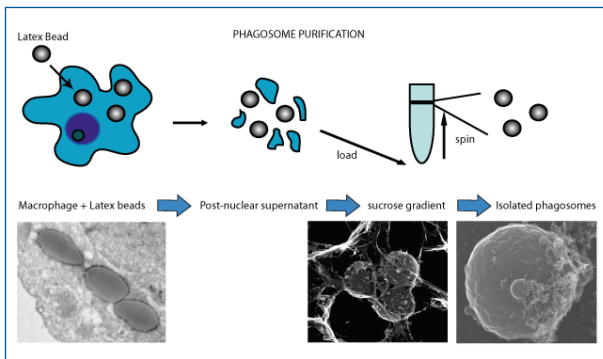 PHAGOSOME PURIFICATION
Latex Bead
load
spin
Macrophage + Latex beads
Post-nuclear supernatant
sucrose gradient
Isolated phagosomes